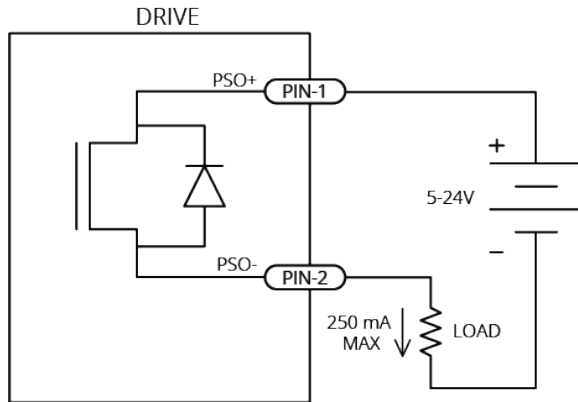 DRIVE
PSO+
PIN-1
+
5-24V
−
PSO-
PIN-2
250 mA
MAX
LOAD